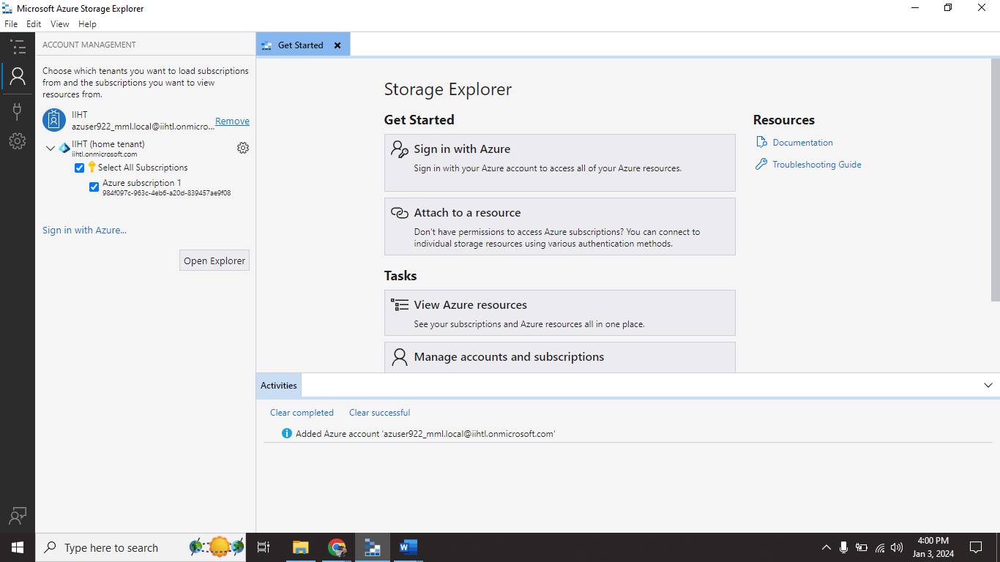 Microsoft Azure Storage Explorer
File Edit View Help
ACCOUNT MANAGEMENT
Choose which tenants you want to load subscriptions
from and the subscriptions you want to view
resources from.
IIHT
azuser922_mml.local@iihtl.onmicro...
Remove
IIHT (home tenant)
iihtl.onmicrosoft.com
Select All Subscriptions
Azure subscription 1
984f097c-963c-4eb6-a20d-839457ae9f08
Sign in with Azure...
Open Explorer
Get Started
Storage Explorer
Get Started
Sign in with Azure
Sign in with your Azure account to access all of your Azure resources.
Attach to a resource
Don't have permissions to access Azure subscriptions? You can connect to
individual storage resources using various authentication methods.
Tasks
View Azure resources
See your subscriptions and Azure resources all in one place.
Manage accounts and subscriptions
Resources
Documentation
Troubleshooting Guide
Activities
Clear completed Clear successful
Added Azure account 'azuser922_mml.local@iihtl.onmicrosoft.com'
Type here to search
4:00 PM
Jan 3, 2024